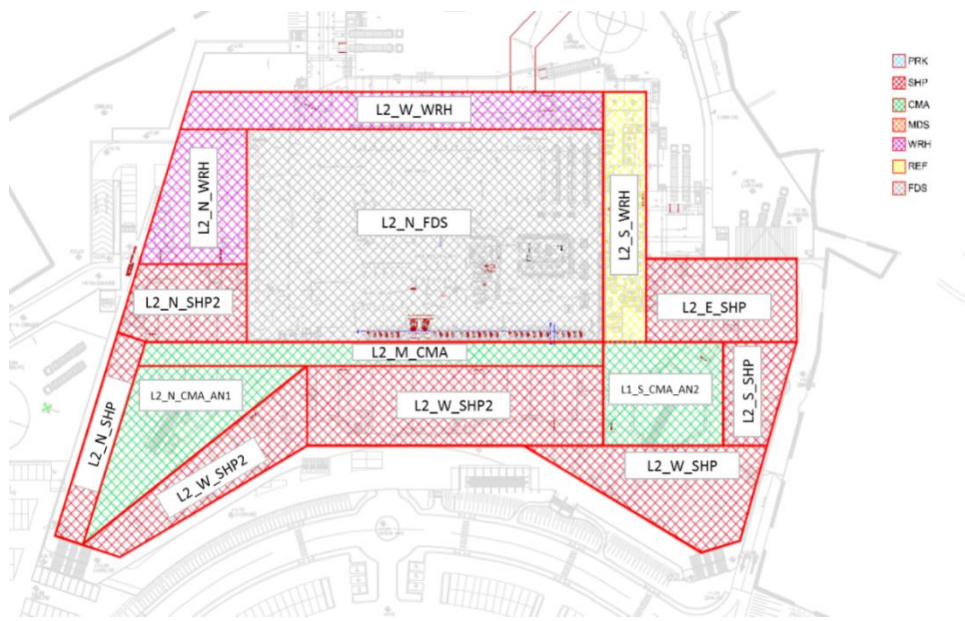 PRK
SHP
CMA
MDS
WRH
REF
FDS
L2_W_WRH
L2_N_WRH
L2_N_FDS
L2_S_WRH
L2_N_SHP2
L2_E_SHP
L2_M_CMA
L2_N_CMA_AN1
L2_W_SHP2
L1_S_CMA_AN2
L2_S_SHP
L2_N_SHP
L2_W_SHP2
L2_W_SHP